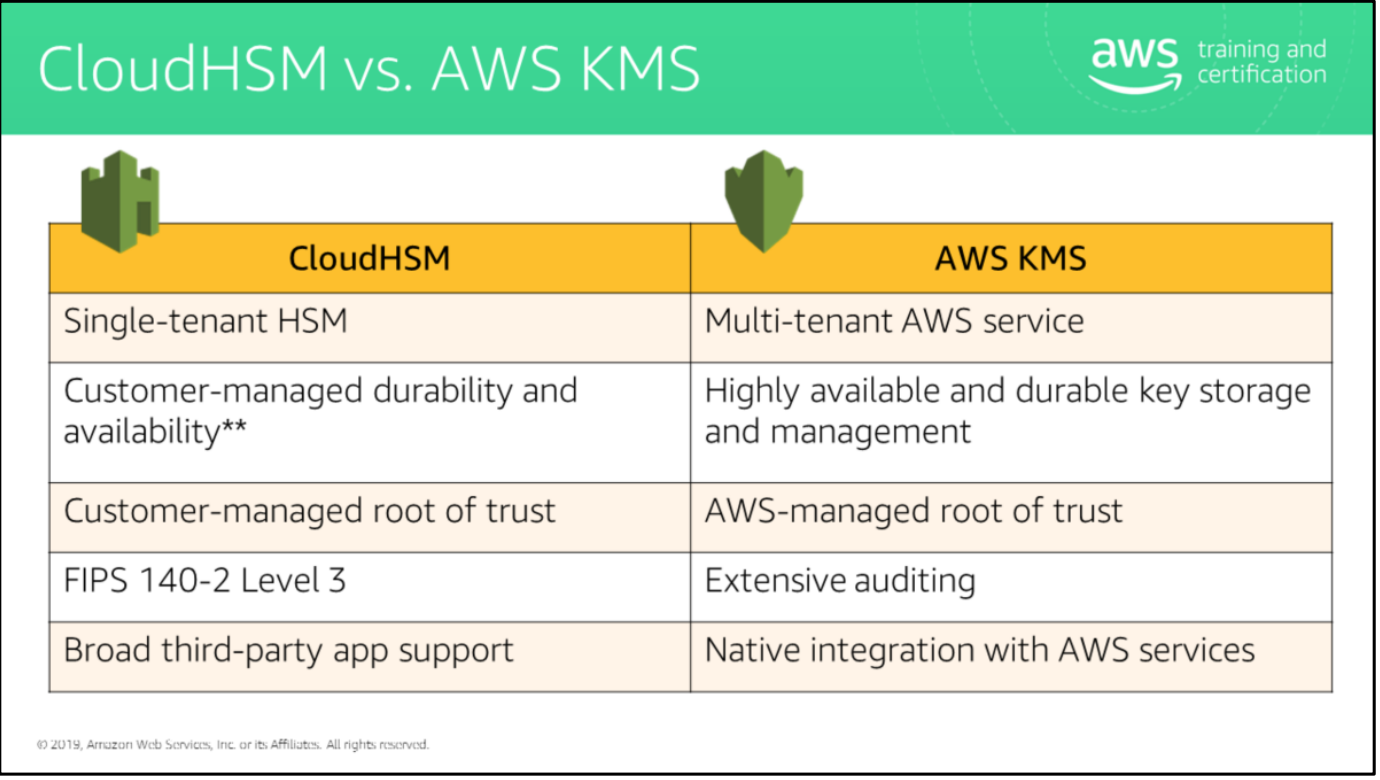 CloudHSM vs. AWS KMS
aws training and
certification
CloudHSM
AWS KMS
Single-tenant HSM
Multi-tenant AWS service
Customer-managed durability and
availability**
Highly available and durable key storage
and management
Customer-managed root of trust
AWS-managed root of trust
FIPS 140-2 Level 3
Extensive auditing
Broad third-party app support
Native integration with AWS services
© 2019, Amazon Web Services, Inc. or its Affiliates. All rights reserved.